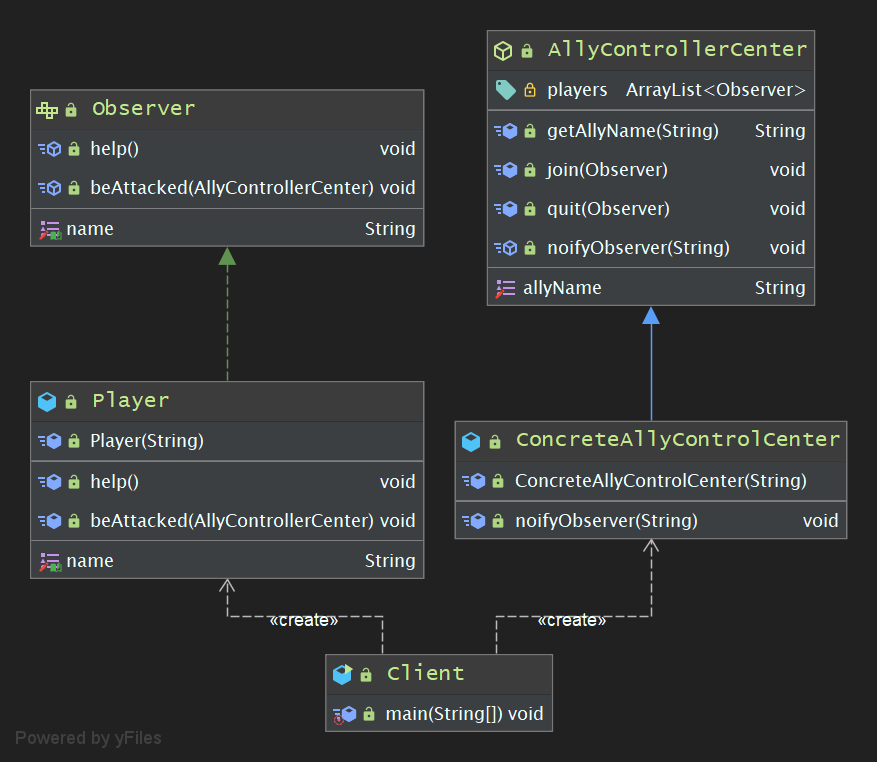 Observer
help() void
beAttacked(AllyControllerCenter) void
name String
AllyControllerCenter
players ArrayList<Observer>
getAllyName(String) String
join(Observer) void
quit(Observer) void
noifyObserver(String) void
allyName String
Player
Player(String)
help() void
beAttacked(AllyControllerCenter) void
name String
ConcreteAllyControlCenter
ConcreteAllyControlCenter(String)
noifyObserver(String) void
«create»
«create»
Client
main(String[]) void
Powered by yFiles